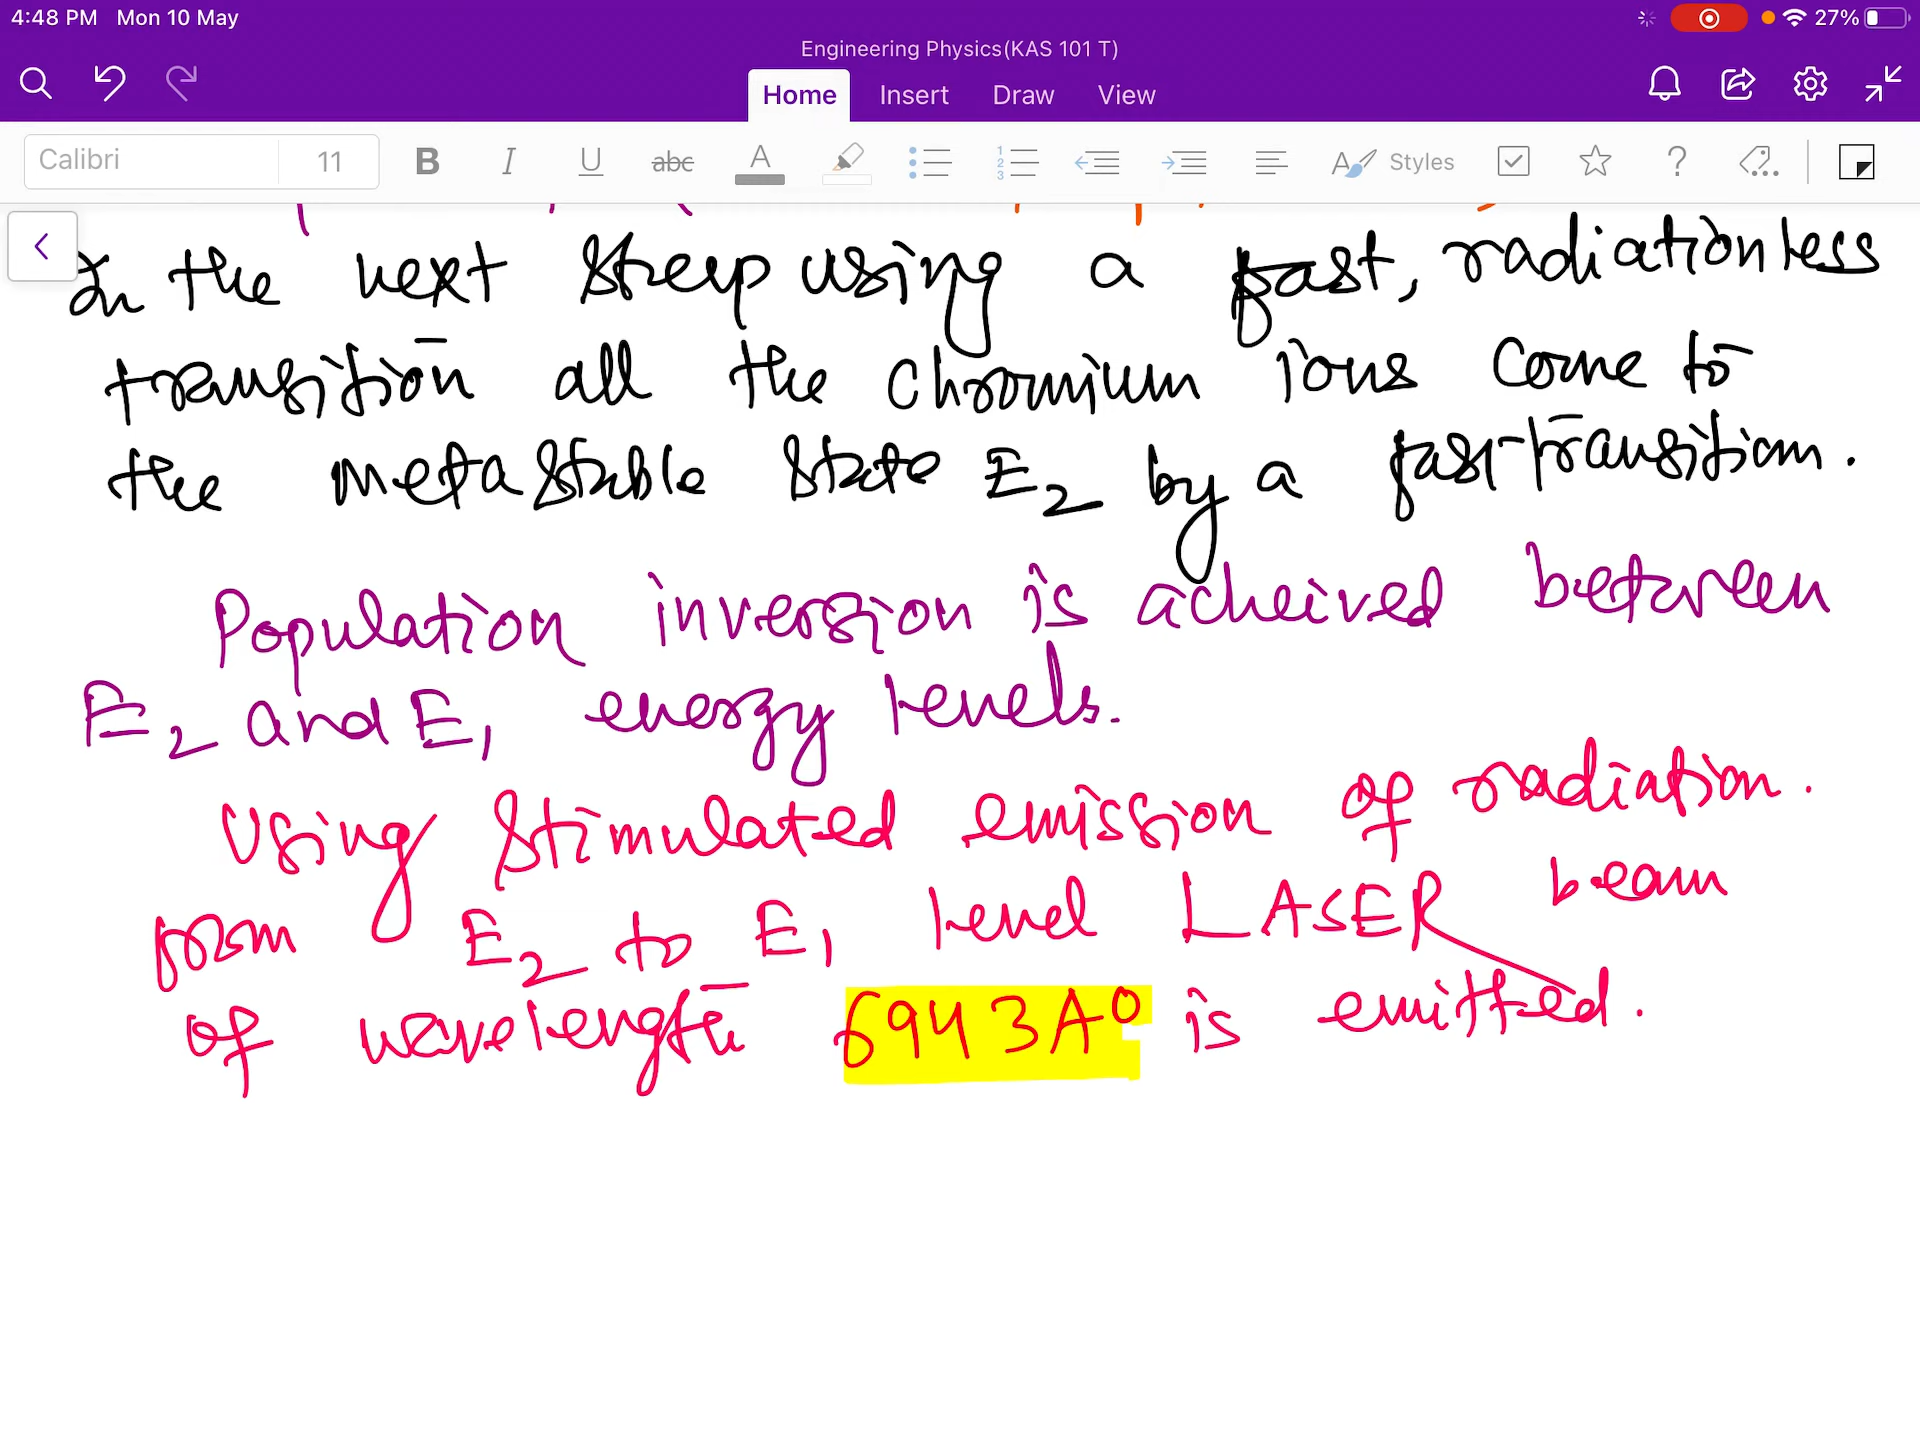 4:48 PM Mon 10 May
27%
Engineering Physics(KAS 101 T)
Home Insert Draw View
Calibri 11 B I U abc A Styles
In the next step using a fast, radiationless
transition all the chromium ions come to
the metastable state E2 by a fast transition.
Population inversion is acheived between
E2 and E1 energy levels.
Using stimulated emission of radiation.
from E2 to E1 level LASER beam
of wavelength 6943A⁰ is emitted.